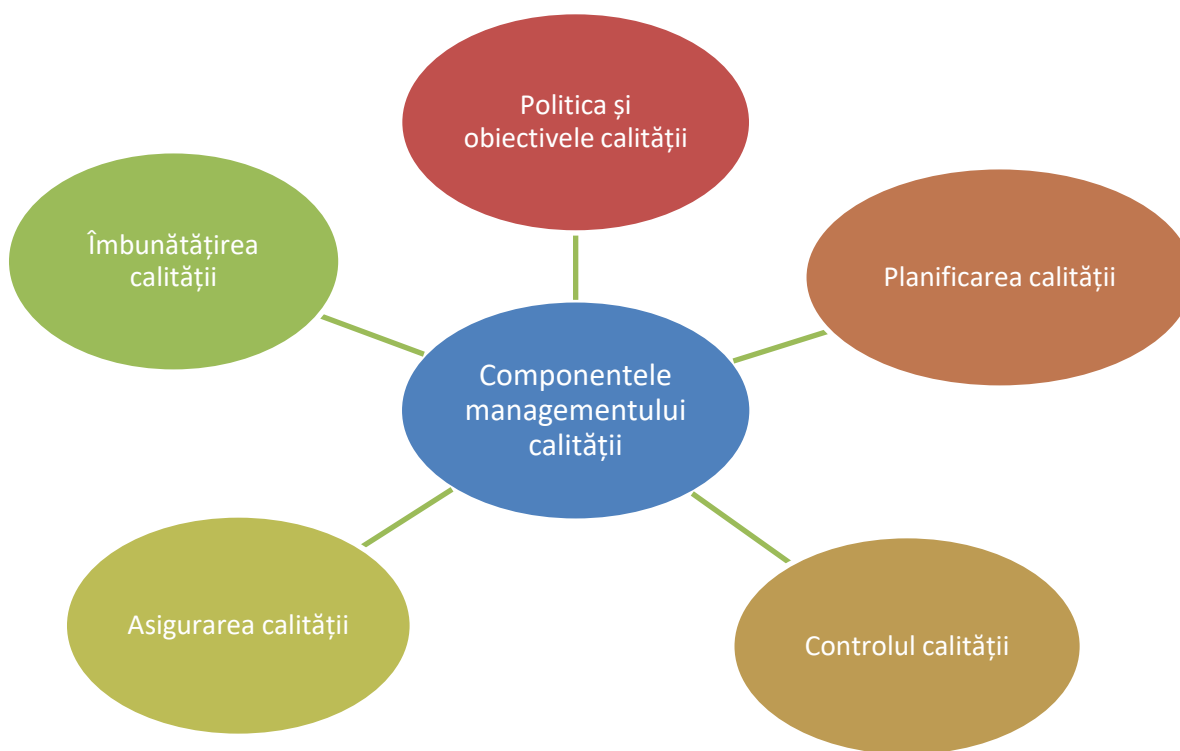 Politica și
obiectivele calității
Îmbunătățirea
calității
Planificarea calității
Componentele
managementului
calității
Asigurarea calității
Controlul calității